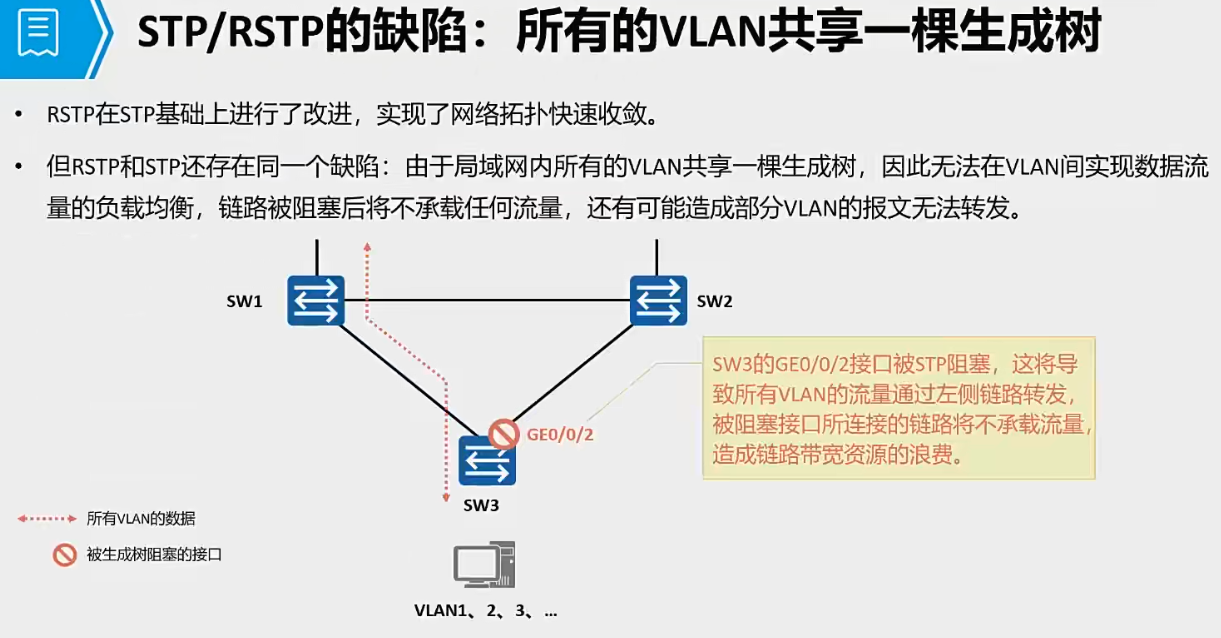 STP/RSTP的缺陷：所有的VLAN共享一棵生成树
• RSTP在STP基础上进行了改进，实现了网络拓扑快速收敛。
• 但RSTP和STP还存在同一个缺陷：由于局域网内所有的VLAN共享一棵生成树，因此无法在VLAN间实现数据流
量的负载均衡，链路被阻塞后将不承载任何流量，还有可能造成部分VLAN的报文无法转发。
SW1
SW2
SW3的GE0/0/2接口被STP阻塞，这将导
致所有VLAN的流量通过左侧链路转发，
被阻塞接口所连接的链路将不承载流量，
造成链路带宽资源的浪费。
GE0/0/2
SW3
所有VLAN的数据
被生成树阻塞的接口
VLAN1、2、3、...